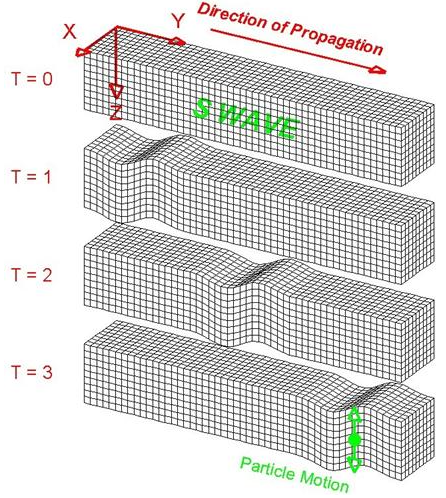 Direction of Propagation
X
Y
Z
T = 0
S WAVE
T = 1
T = 2
T = 3
Particle Motion